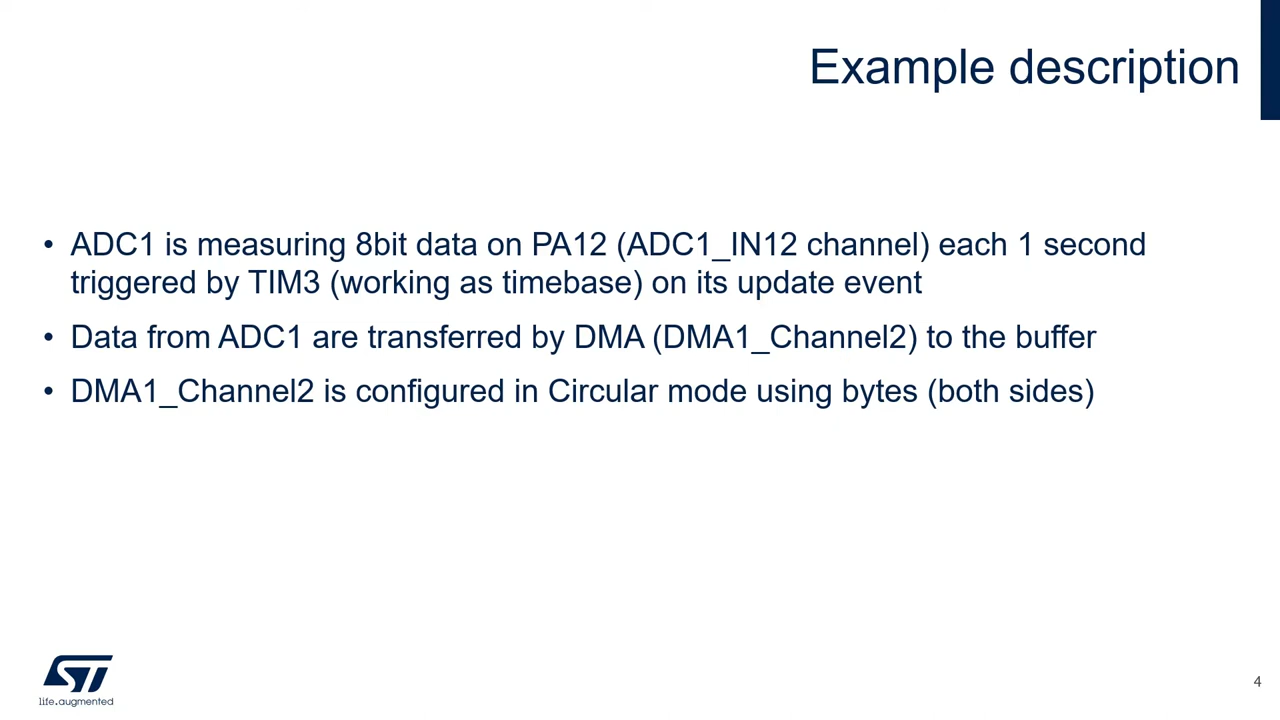 Example description
• ADC1 is measuring 8bit data on PA12 (ADC1_IN12 channel) each 1 second
triggered by TIM3 (working as timebase) on its update event
• Data from ADC1 are transferred by DMA (DMA1_Channel2) to the buffer
• DMA1_Channel2 is configured in Circular mode using bytes (both sides)
ST
life.augmented
4